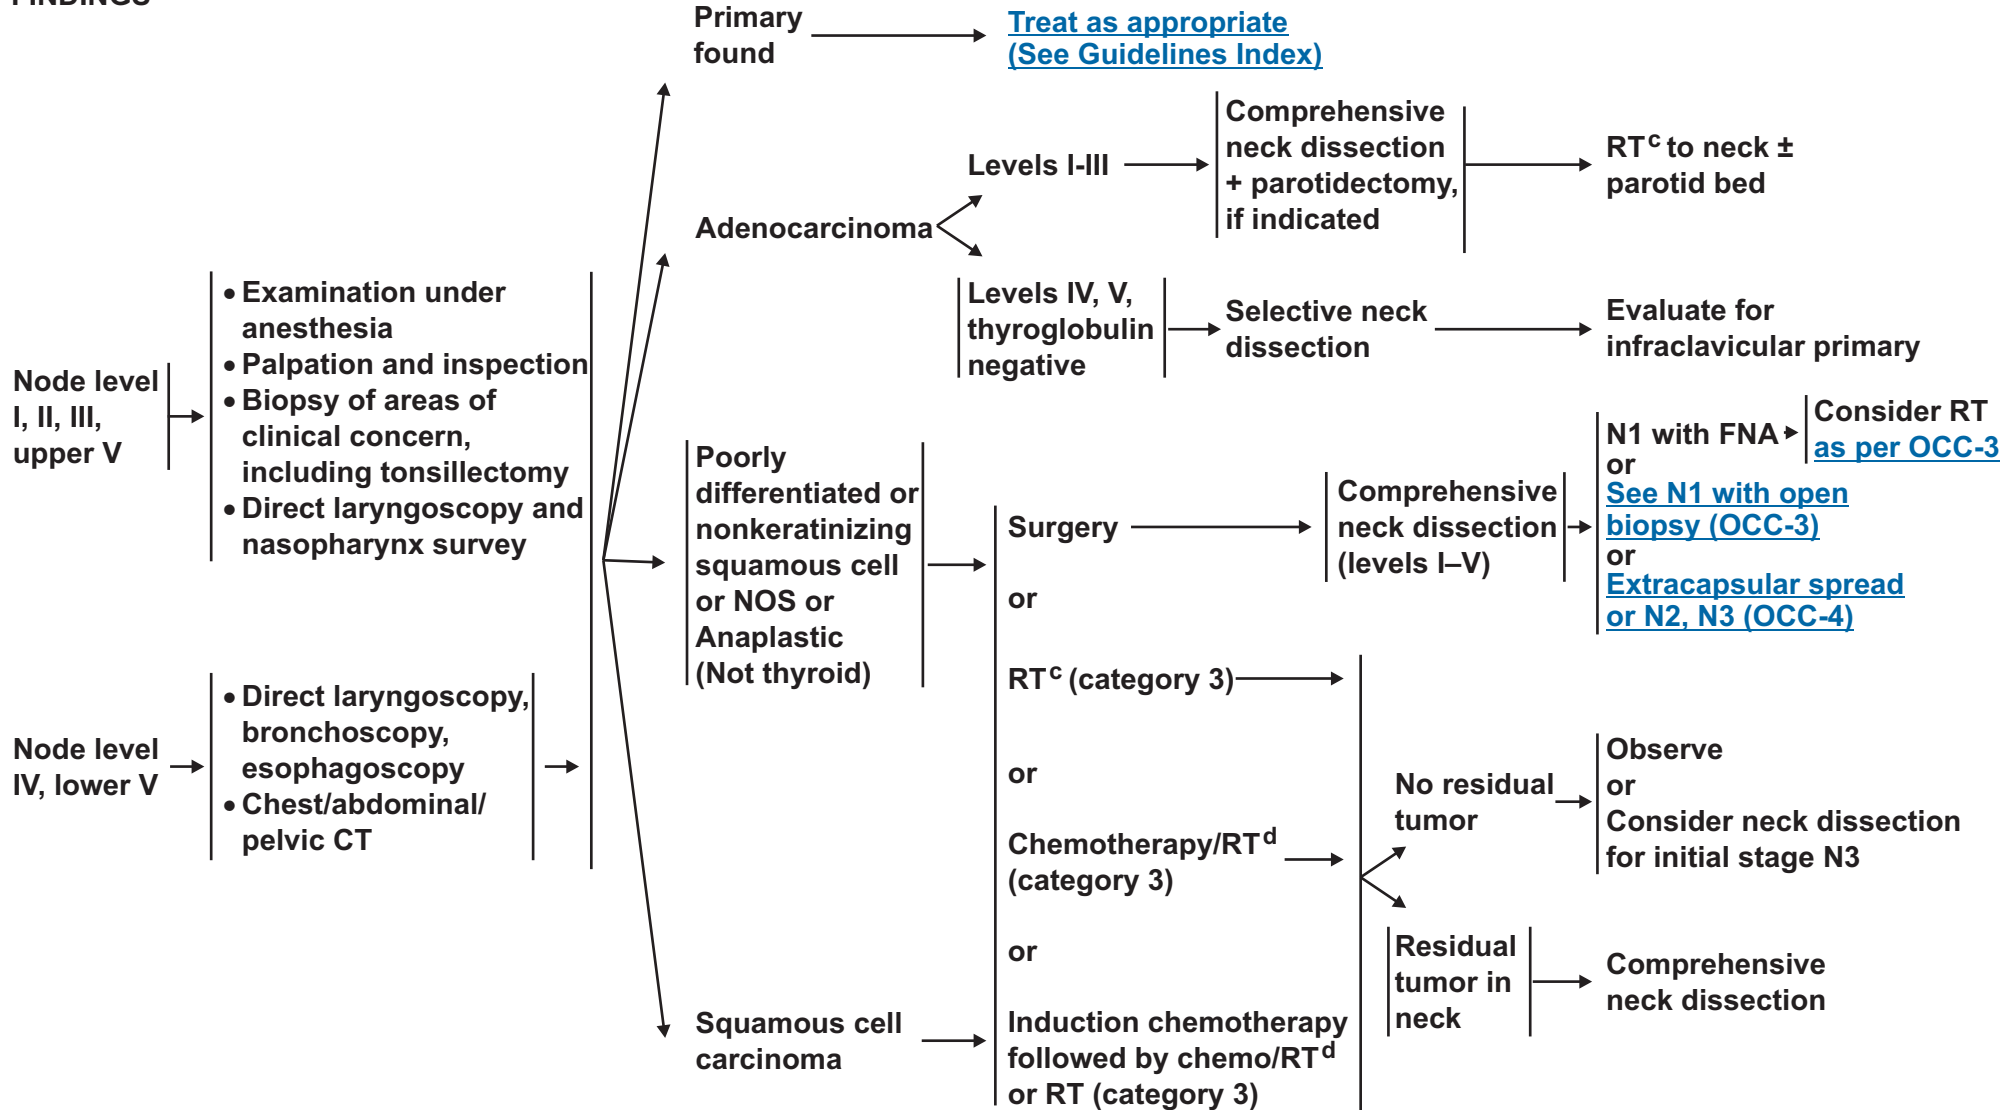 FINDINGS
Primary
found
Treat as appropriate
(See Guidelines Index)
Adenocarcinoma
Levels I-III
Comprehensive
neck dissection
+ parotidectomy,
if indicated
RTᶜ to neck ±
parotid bed
Levels IV, V,
thyroglobulin
negative
Selective neck
dissection
Evaluate for
infraclavicular primary
Node level
I, II, III,
upper V
• Examination under
anesthesia
• Palpation and inspection
• Biopsy of areas of
clinical concern,
including tonsillectomy
• Direct laryngoscopy and
nasopharynx survey
Node level
IV, lower V
• Direct laryngoscopy,
bronchoscopy,
esophagoscopy
• Chest/abdominal/
pelvic CT
Poorly
differentiated or
nonkeratinizing
squamous cell
or NOS or
Anaplastic
(Not thyroid)
Squamous cell
carcinoma
Surgery
or
RTᶜ (category 3)
or
Chemotherapy/RTᵈ
(category 3)
or
Induction chemotherapy
followed by chemo/RTᵈ
or RT (category 3)
Comprehensive
neck dissection
(levels I–V)
N1 with FNA
Consider RT
as per OCC-3
or
See N1 with open
biopsy (OCC-3)
or
Extracapsular spread
or N2, N3 (OCC-4)
No residual
tumor
Observe
or
Consider neck dissection
for initial stage N3
Residual
tumor in
neck
Comprehensive
neck dissection